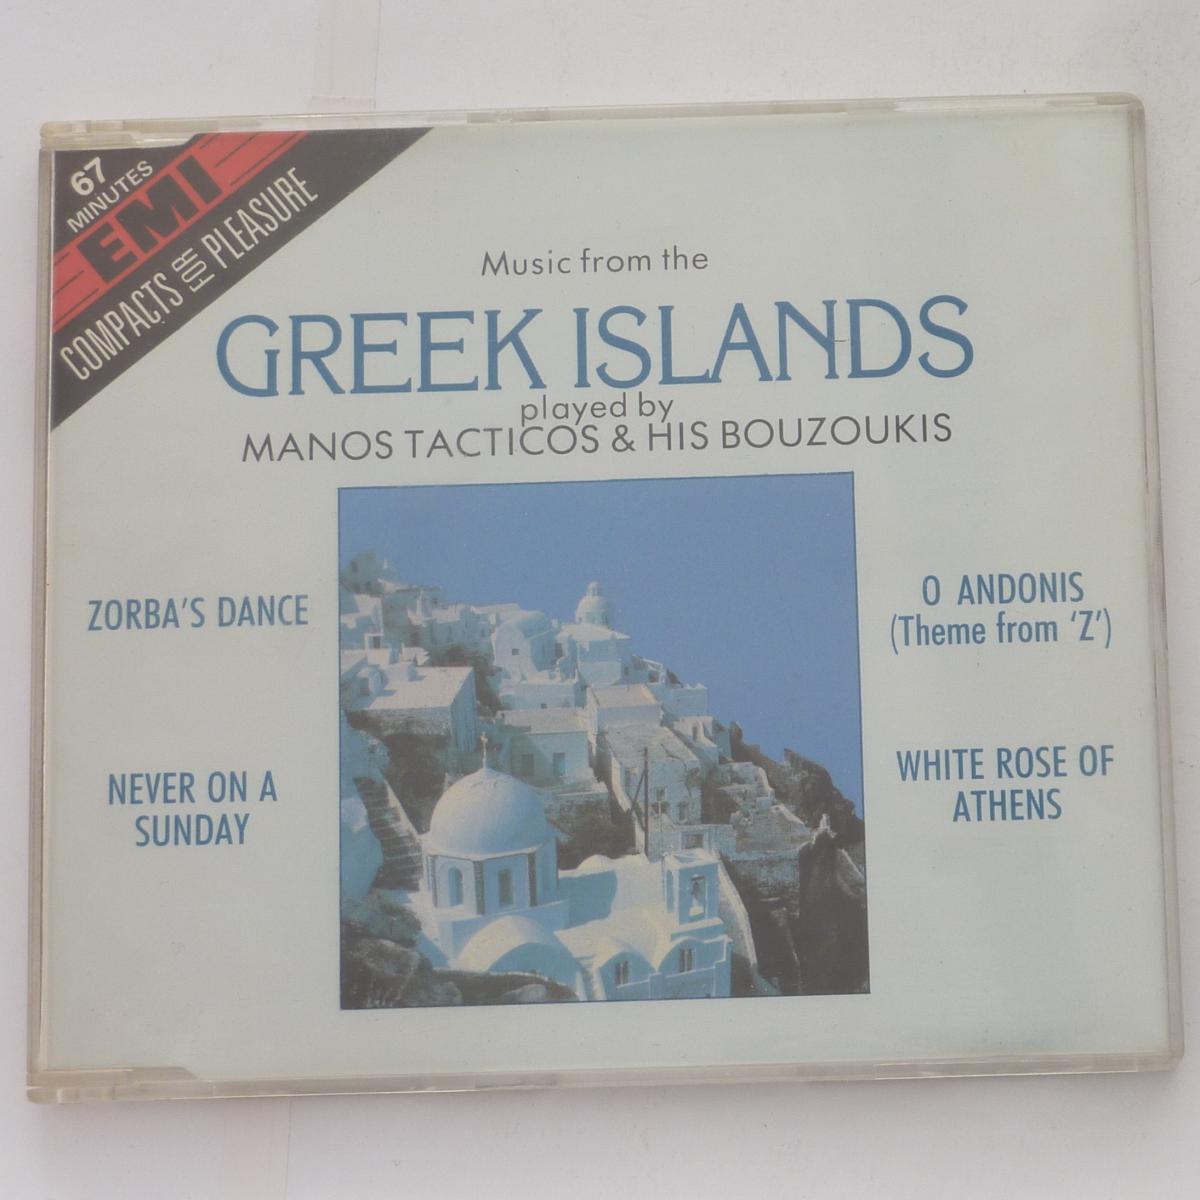 67
MINUTES
EMI
COMPACTS FOR PLEASURE
Music from the
GREEK ISLANDS
played by
MANOS TACTICOS & HIS BOUZOUKIS
ZORBA'S DANCE
NEVER ON A
SUNDAY
O ANDONIS
(Theme from 'Z')
WHITE ROSE OF
ATHENS